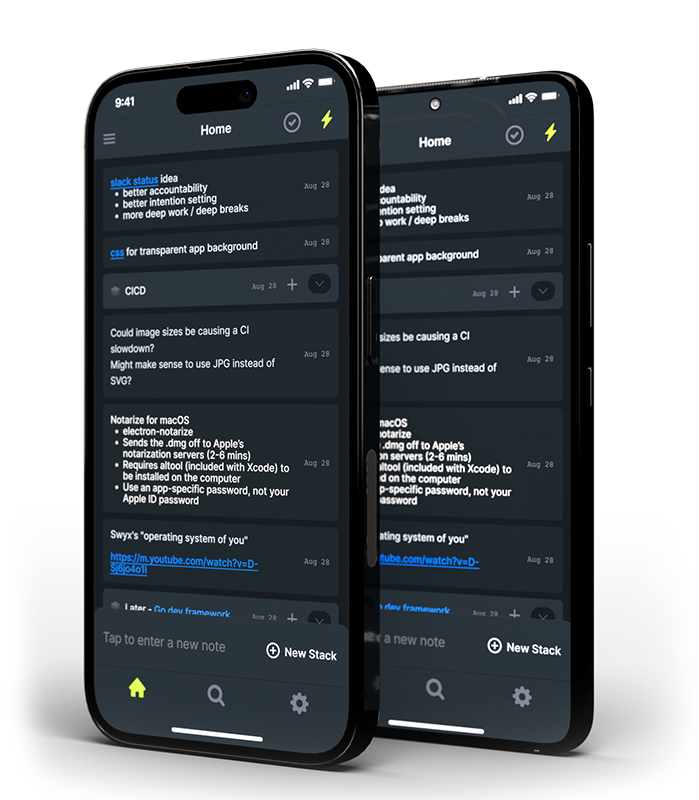 9:41
Home
slack status idea
• better accountability
• better intention setting
• more deep work / deep breaks
Aug 28
css for transparent app background
Aug 28
CICD
Aug 28
Could image sizes be causing a CI
slowdown?
Might make sense to use JPG instead of
SVG?
Aug 28
Notarize for macOS
• electron-notarize
• Sends the .dmg off to Apple's
notarization servers (2-6 mins)
• Requires altool (included with Xcode) to
be installed on the computer
• Use an app-specific password, not your
Apple ID password
Aug 28
Swyx's "operating system of you"
https://m.youtube.com/watch?v=D-
Sj6jo4o1I
Aug 28
Later - Go dev framework
Aug 28
Tap to enter a new note
New Stack
Home
idea
countability
ention setting
p work / deep breaks
Aug 28
parent app background
Aug 28
Aug 28
sizes be causing a CI
sense to use JPG instead of
Aug 28
macOS
notarize
.dmg off to Apple's
on servers (2-6 mins)
altool (included with Xcode) to
ed on the computer
pp-specific password, not your
password
Aug 28
rating system of you"
utube.com/watch?v=D-
Aug 28
o dev framework
Aug 28
r a new note
New Stack